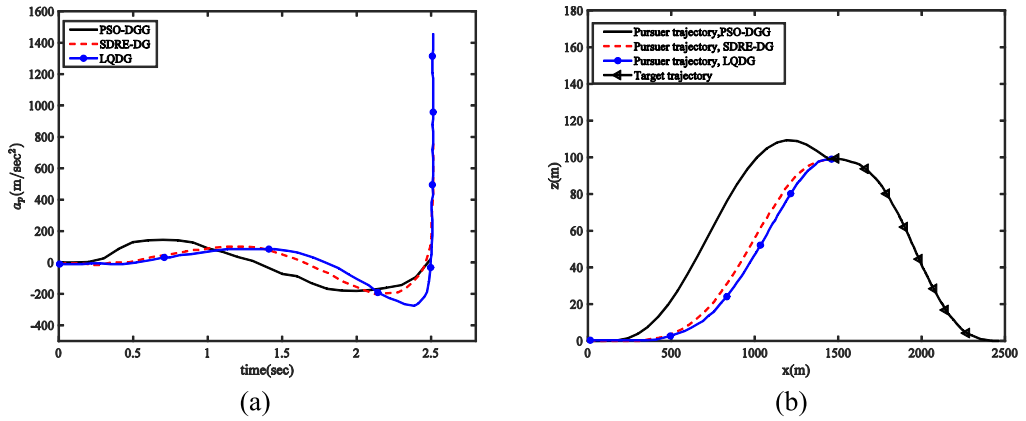 1600
1400
1200
1000
800
600
400
200
0
-200
-400
a_p(m/sec²)
PSO-DGG
SDRE-DG
LQDG
0 0.5 1 1.5 2 2.5
time(sec)
(a)
180
160
140
120
100
80
60
40
20
0
z(m)
Pursuer trajectory,PSO-DGG
Pursuer trajectory, SDRE-DG
Pursuer trajectory, LQDG
Target trajectory
0 500 1000 1500 2000 2500
x(m)
(b)